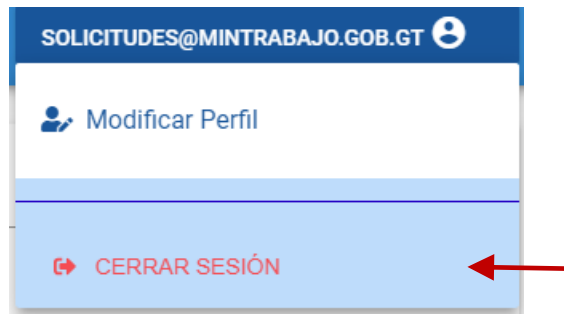 SOLICITUDES@MINTRABAJO.GOB.GT
Modificar Perfil
CERRAR SESIÓN